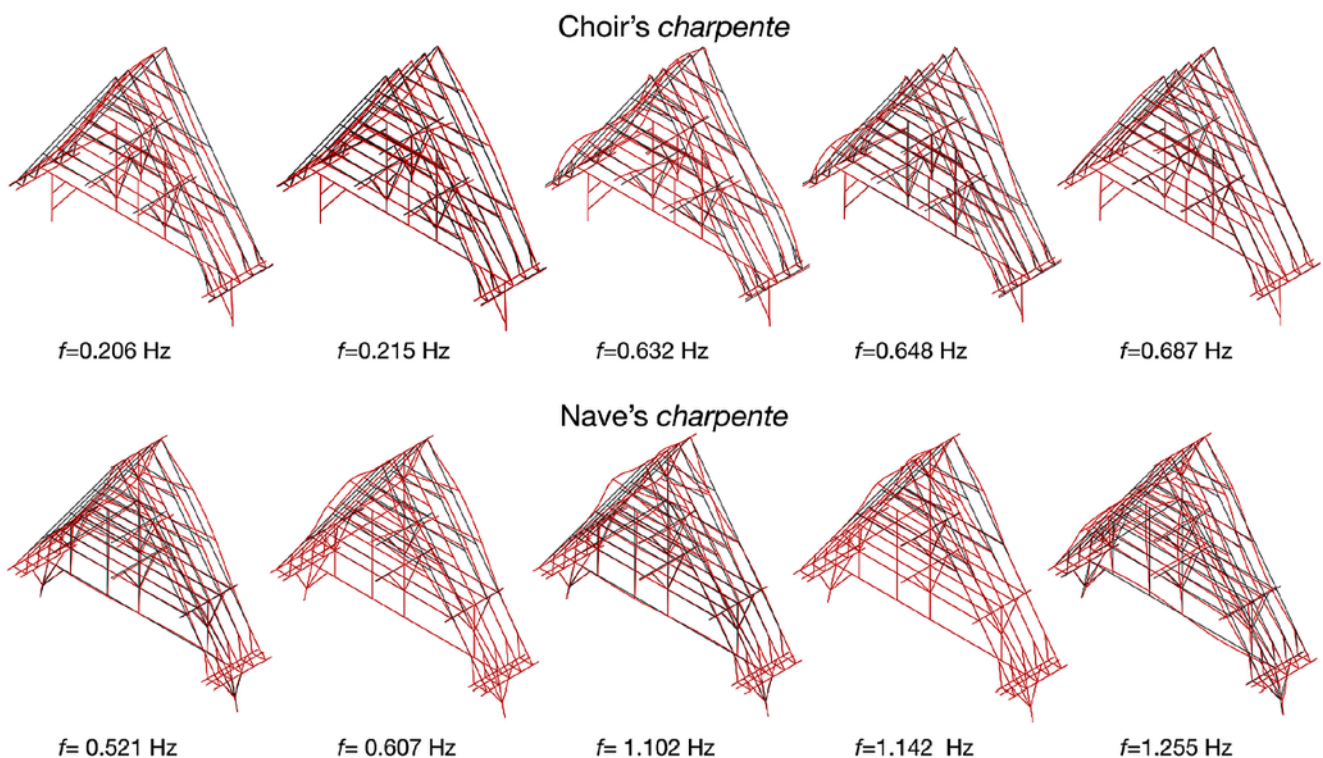 Choir's charpente
f=0.206 Hz f=0.215 Hz f=0.632 Hz f=0.648 Hz f=0.687 Hz
Nave's charpente
f= 0.521 Hz f= 0.607 Hz f= 1.102 Hz f=1.142 Hz f=1.255 Hz